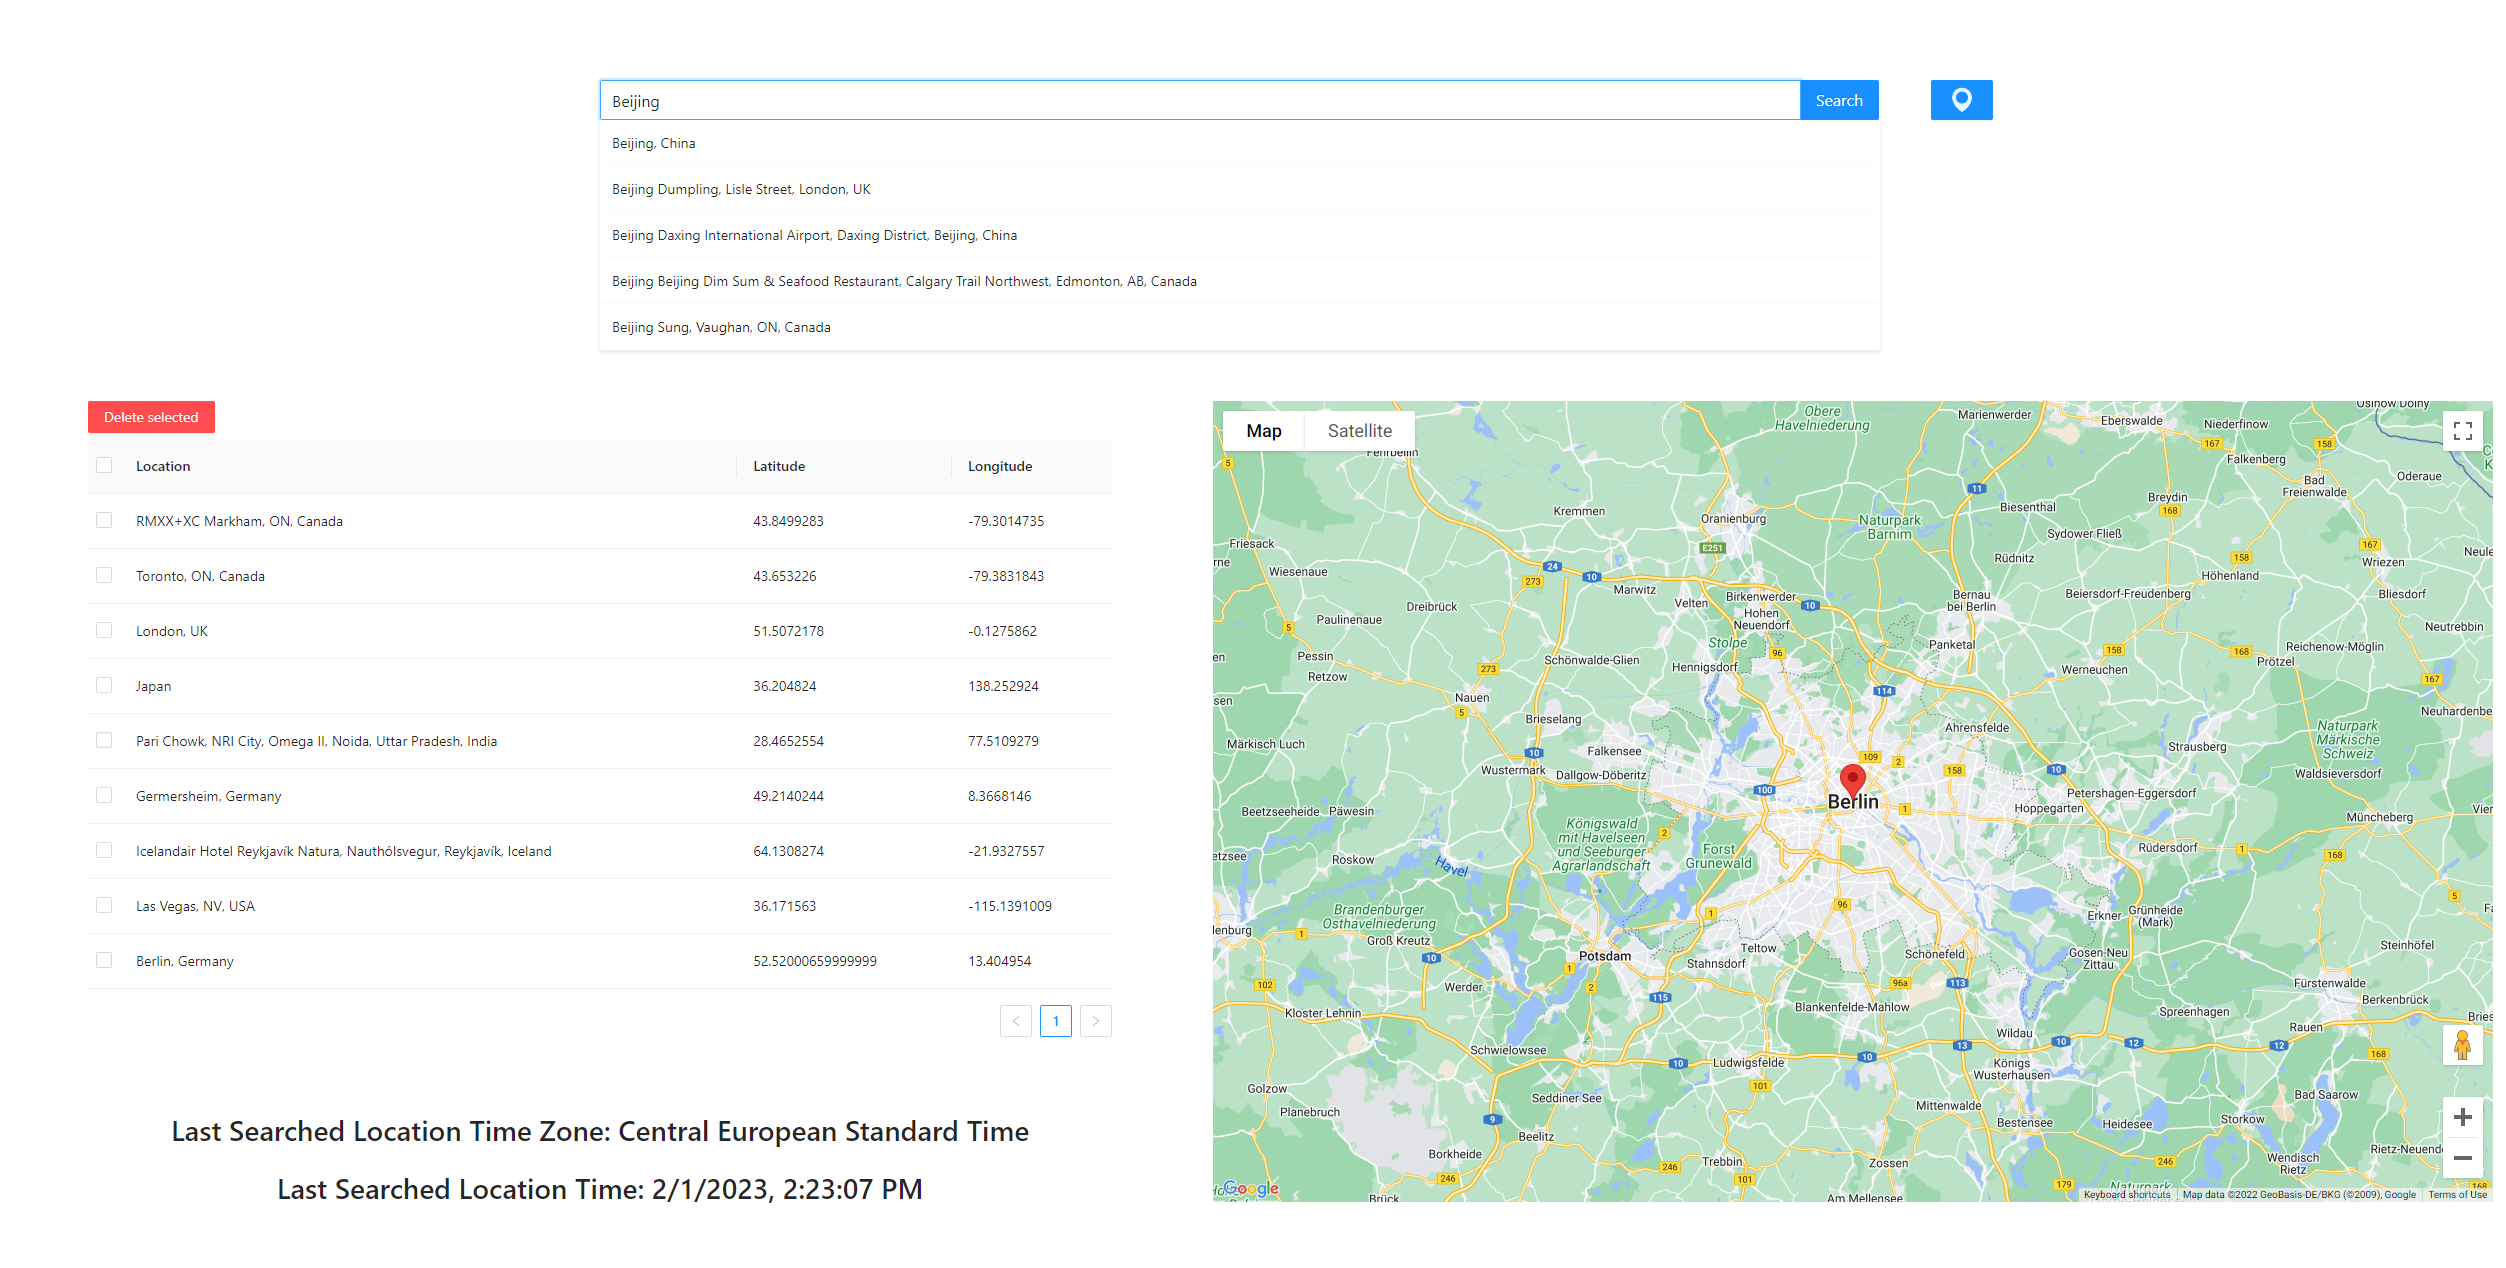 Beijing
Search
Beijing, China
Beijing Dumpling, Lisle Street, London, UK
Beijing Daxing International Airport, Daxing District, Beijing, China
Beijing Beijing Dim Sum & Seafood Restaurant, Calgary Trail Northwest, Edmonton, AB, Canada
Beijing Sung, Vaughan, ON, Canada
Delete selected
Location Latitude Longitude
RMXX+XC Markham, ON, Canada 43.8499283 -79.3014735
Toronto, ON, Canada 43.653226 -79.3831843
London, UK 51.5072178 -0.1275862
Japan 36.204824 138.252924
Pari Chowk, NRI City, Omega II, Noida, Uttar Pradesh, India 28.4652554 77.5109279
Germersheim, Germany 49.2140244 8.3668146
Icelandair Hotel Reykjavík Natura, Nauthólsvegur, Reykjavík, Iceland 64.1308274 -21.9327557
Las Vegas, NV, USA 36.171563 -115.1391009
Berlin, Germany 52.52000659999999 13.404954
1
Last Searched Location Time Zone: Central European Standard Time
Last Searched Location Time: 2/1/2023, 2:23:07 PM
Map Satellite
Obere
Havelniederung
Marienwerder
Eberswalde
Niederfinow
Falkenberg
Bad
Freienwalde
Oderaue
Fehrbellin
Kremmen
Oranienburg
Naturpark
Barnim
Biesenthal
Breydin
Sydower Fließ
Friesack
Wiesenaue
Rüdnitz
Höhenland
Wriezen
Marwitz
Velten
Birkenwerder
Hohen
Neuendorf
Bernau
bei Berlin
Beiersdorf-Freudenberg
Bliesdorf
Dreibrück
Paulinenaue
Stolpe
Panketal
Neutrebbin
Reichenow-Möglin
Prötzel
Pessin
Retzow
Schönwalde-Glien
Hennigsdorf
Werneuchen
Nauen
Brieselang
Ahrensfelde
Strausberg
Naturpark
Märkische
Schweiz
Märkisch Luch
Falkensee
Wustermark
Dallgow-Döberitz
Waldsieversdorf
Berlin
Petershagen-Eggersdorf
Hoppegarten
Müncheberg
Beetzseeheide
Päwesin
Königswald
mit Havelseen
und Seeburger
Agrarlandschaft
Forst
Grunewald
Rüdersdorf
Roskow
Havel
Brandenburger
Osthavelniederung
Groß Kreutz
Erkner
Grünheide
(Mark)
Potsdam
Teltow
Stahnsdorf
Schönefeld
Gosen-Neu
Zittau
Steinhöfel
Werder
Fürstenwalde
Berkenbrück
Kloster Lehnin
Blankenfelde-Mahlow
Spreenhagen
Rauen
Wildau
Schwielowsee
Ludwigsfelde
Königs
Wusterhausen
Golzow
Seddiner See
Mittenwalde
Bad Saarow
Planebruch
Bestensee
Heidesee
Storkow
Beelitz
Borkheide
Trebbin
Zossen
Wendisch
Rietz
Brück
Am Mellensee
Naturpark
Google
Keyboard shortcuts Map data ©2022 GeoBasis-DE/BKG (©2009), Google Terms of Use